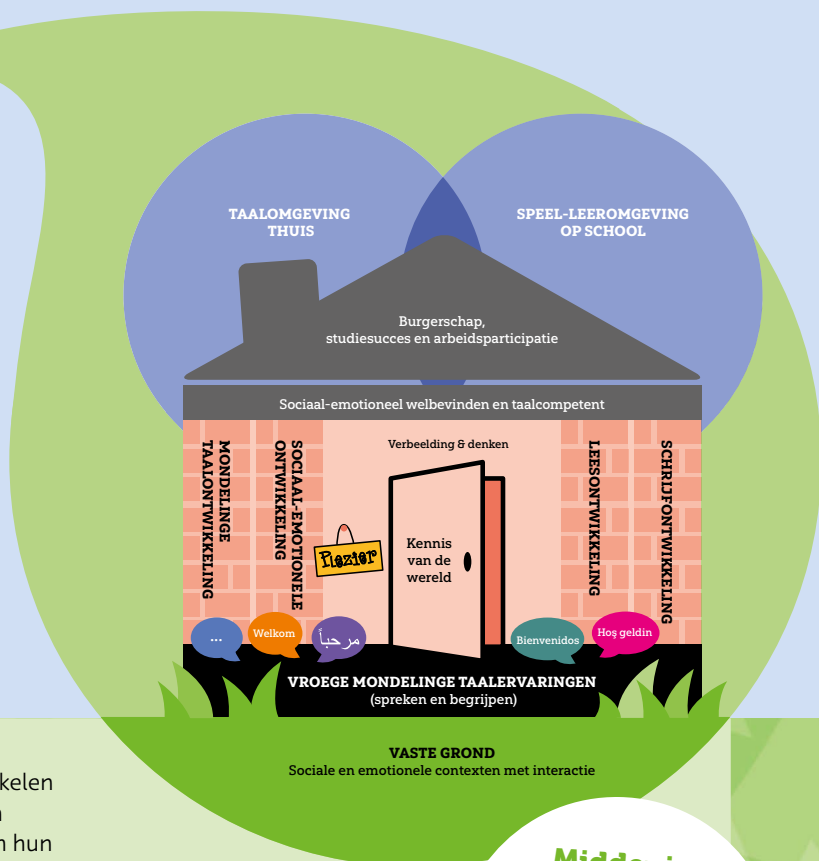 TAALOMGEVING
THUIS
SPEEL-LEEROMGEVING
OP SCHOOL
Burgerschap,
studiesucces en arbeidsparticipatie
Sociaal-emotioneel welbevinden en taalcompetent
MONDELINGE
TAALONTWIKKELING
SOCIAAL-EMOTIONELE
ONTWIKKELING
Verbeelding & denken
LEESONTWIKKELING
SCHRIJFONTWIKKELING
Plezier
Kennis
van de
wereld
...
Welkom
مرحباً
Bienvenidos
Hoş geldin
VROEGE MONDELINGE TAALERVARINGEN
(spreken en begrijpen)
VASTE GROND
Sociale en emotionele contexten met interactie
kelen
n hun